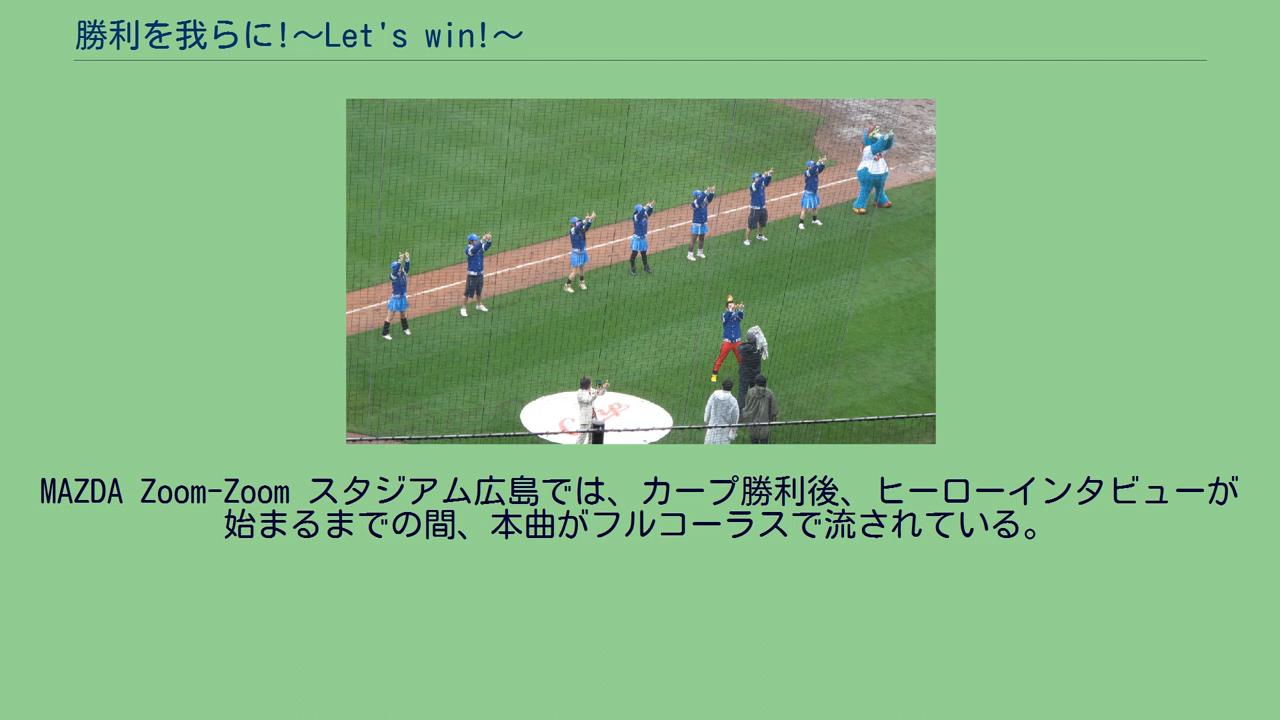 勝利を我らに!〜Let's win!〜
Carp
MAZDA Zoom-Zoom スタジアム広島では、カープ勝利後、ヒーローインタビューが
始まるまでの間、本曲がフルコーラスで流されている。